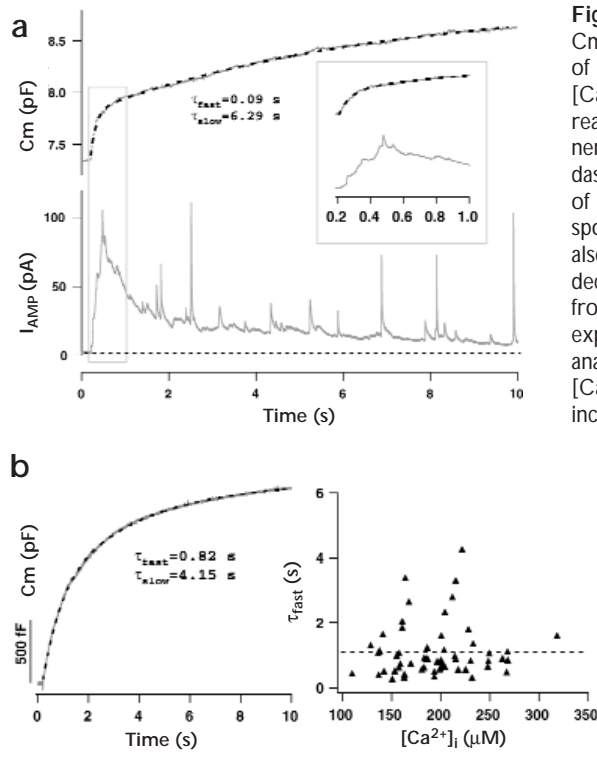 a
8.5
8.0
7.5
Cm (pF)
τfast=0.09 s
τslow=6.29 s
0.2 0.4 0.6 0.8 1.0
100
50
0
IAMP (pA)
2 4 6 8 10
Time (s)
Fig
Cm
of
[Ca
rea
ner
das
of
spo
also
dec
fro
exp
ana
[Ca
inc
b
Cm (pF)
500 fF
τfast=0.82 s
τslow=4.15 s
0 2 4 6 8 10
Time (s)
6
4
2
0
τfast (s)
100 150 200 250 300 350
[Ca2+]i (μM)